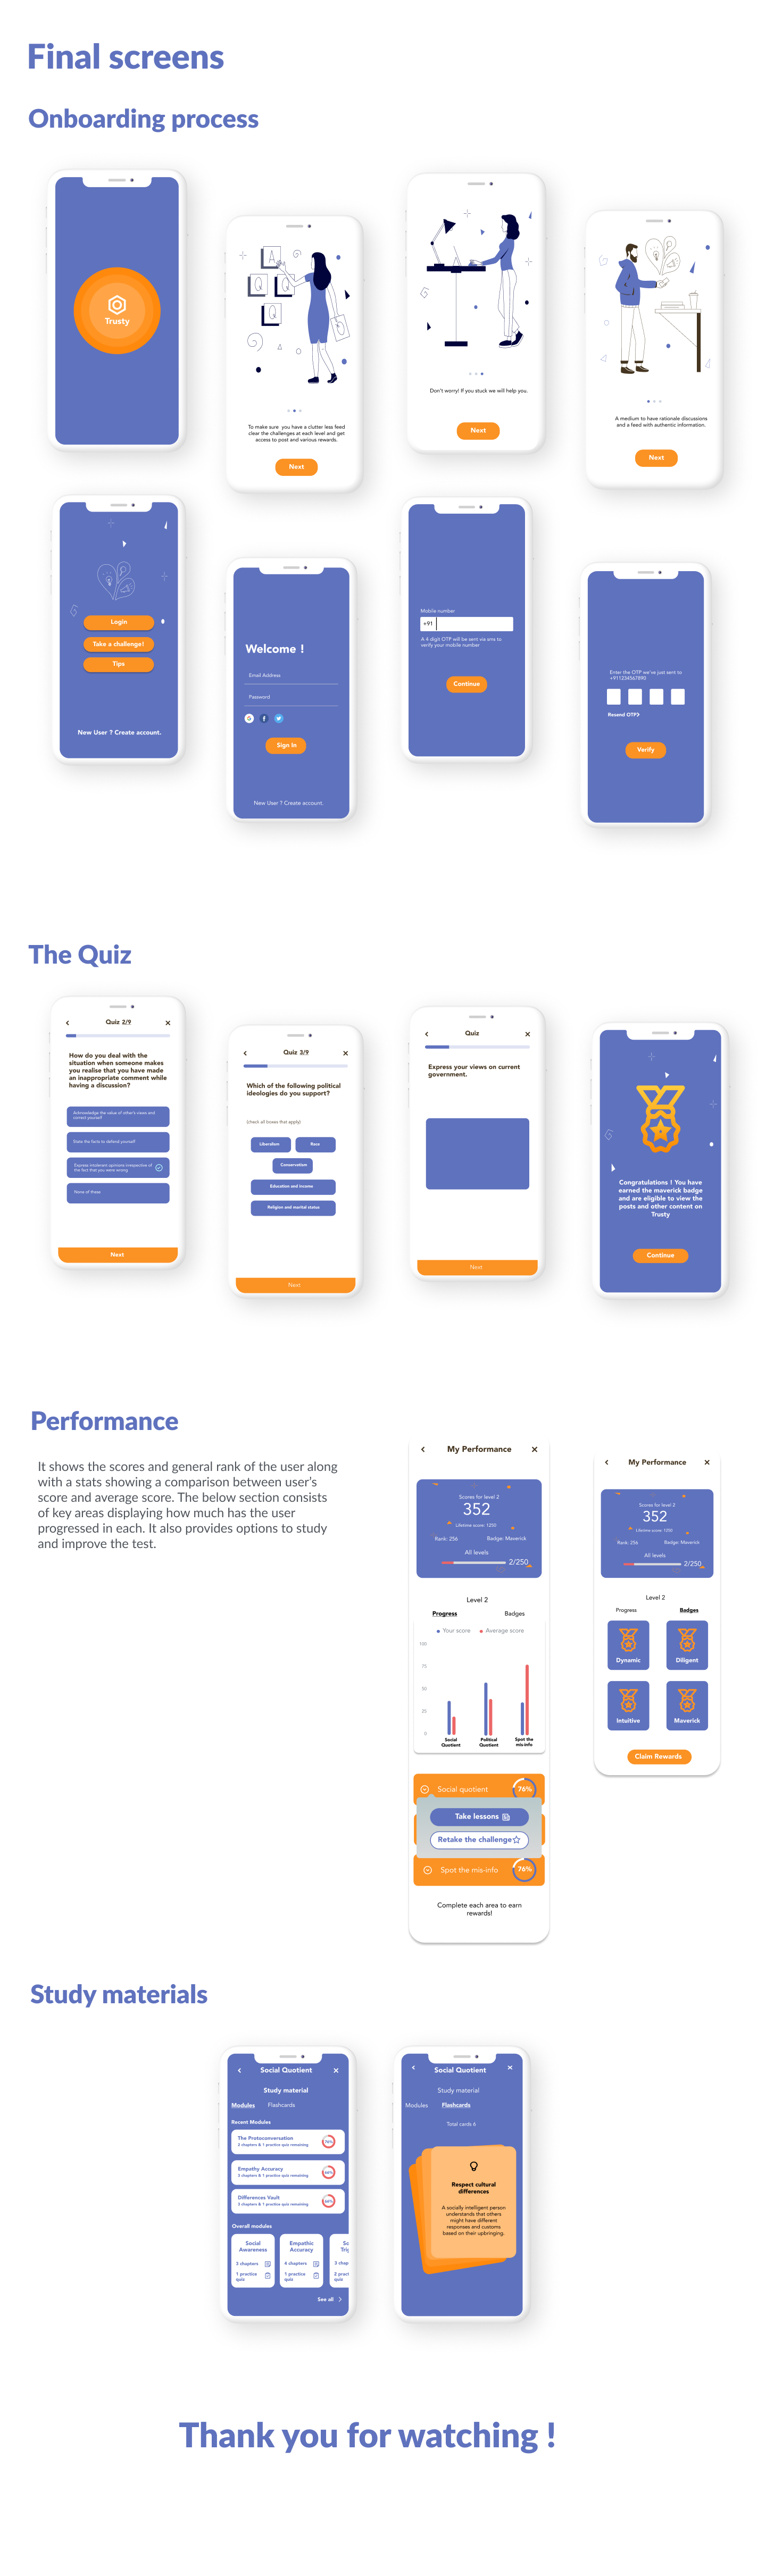 Final screens
Onboarding process
Trusty
A
Q
Q
Q
Q
To make sure you have a clutter less feed
clear the challenges at each level and get
access to post and various rewards.
Next
Don't worry! If you stuck we will help you.
Next
A medium to have rationale discussions
and a feed with authentic information.
Next
Login
Take a challenge!
Tips
New User ? Create account.
Welcome !
Email Address
Password
G
f
Sign In
New User ? Create account.
Mobile number
+91
A 4 digit OTP will be sent via sms to
verify your mobile number
Continue
Enter the OTP we've just sent to
+911234567890
Resend OTP>
Verify
The Quiz
Quiz 2/9
How do you deal with the
situation when someone makes
you realise that you have made
an inappropriate comment while
having a discussion?
Acknowledge the value of other's views and
correct yourself
State the facts to defend yourself
Express intolerant opinions irrespective of
the fact that you were wrong
None of these
Next
Quiz 3/9
Which of the following political
ideologies do you support?
(check all boxes that apply)
Liberalism
Race
Conservatism
Education and income
Religion and marital status
Next
Quiz
Express your views on current
government.
Next
Congratulations ! You have
earned the maverick badge
and are eligible to view the
posts and other content on
Trusty
Continue
Performance
It shows the scores and general rank of the user along
with a stats showing a comparison between user's
score and average score. The below section consists
of key areas displaying how much has the user
progressed in each. It also provides options to study
and improve the test.
My Performance
Scores for level 2
352
Lifetime score: 1250
Rank: 256
Badge: Maverick
All levels
2/250
Level 2
Progress
Badges
Your score
Average score
100
75
50
25
0
Social
Quotient
Political
Quotient
Spot the
mis-info
Social quotient
76%
Take lessons
Retake the challenge
Spot the mis-info
76%
Complete each area to earn
rewards!
My Performance
Scores for level 2
352
Lifetime score: 1250
Rank: 256
Badge: Maverick
All levels
2/250
Level 2
Progress
Badges
Dynamic
Diligent
Intuitive
Maverick
Claim Rewards
Study materials
Social Quotient
Study material
Modules
Flashcards
Recent Modules
The Protoconversation
2 chapters & 1 practice quiz remaining
Empathy Accuracy
3 chapters & 1 practice quiz remaining
Differences Vault
3 chapters & 1 practice quiz remaining
Overall modules
Social
Awareness
3 chapters
1 practice
quiz
Empathic
Accuracy
4 chapters
1 practice
quiz
See all
Social Quotient
Study material
Modules
Flashcards
Total cards 6
Respect cultural
differences
A socially intelligent person
understands that others
might have different
responses and customs
based on their upbringing.
Thank you for watching !